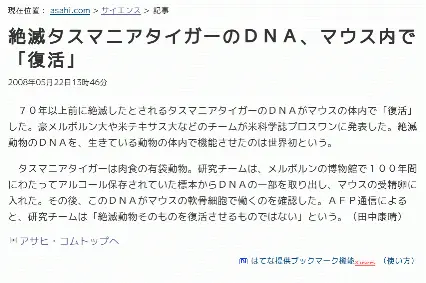 現在位置： asahi.com > サイエンス > 記事
絶滅タスマニアタイガーのＤＮＡ、マウス内で
「復活」
2008年05月22日13時46分
７０年以上前に絶滅したとされるタスマニアタイガーのＤＮＡがマウスの体内で「復活」
した。豪メルボルン大や米テキサス大などのチームが米科学誌プロスワンに発表した。絶滅
動物のＤＮＡを、生きている動物の体内で機能させたのは世界初という。
タスマニアタイガーは肉食の有袋動物。研究チームは、メルボルンの博物館で１００年間
にわたってアルコール保存されていた標本からＤＮＡの一部を取り出し、マウスの受精卵に
入れた。その後、このＤＮＡがマウスの軟骨細胞で働くのを確認した。ＡＦＰ通信による
と、研究チームは「絶滅動物そのものを復活させるものではない」という。（田中康晴）
アサヒ・コムトップへ
はてな提供ブックマーク機能 （使い方）